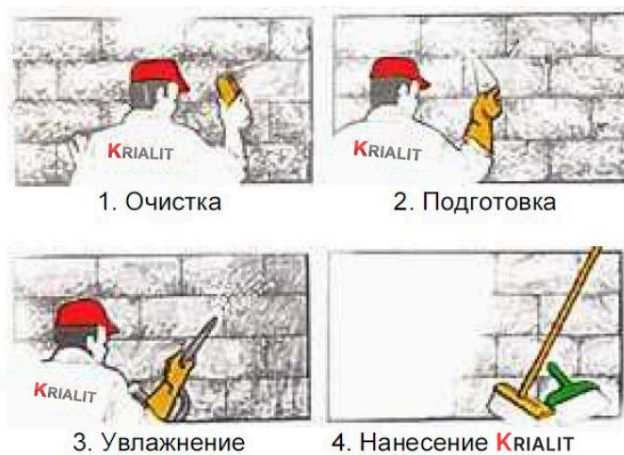 KRIALIT
KRIALIT
1. Очистка
2. Подготовка
KRIALIT
3. Увлажнение
4. Нанесение KRIALIT